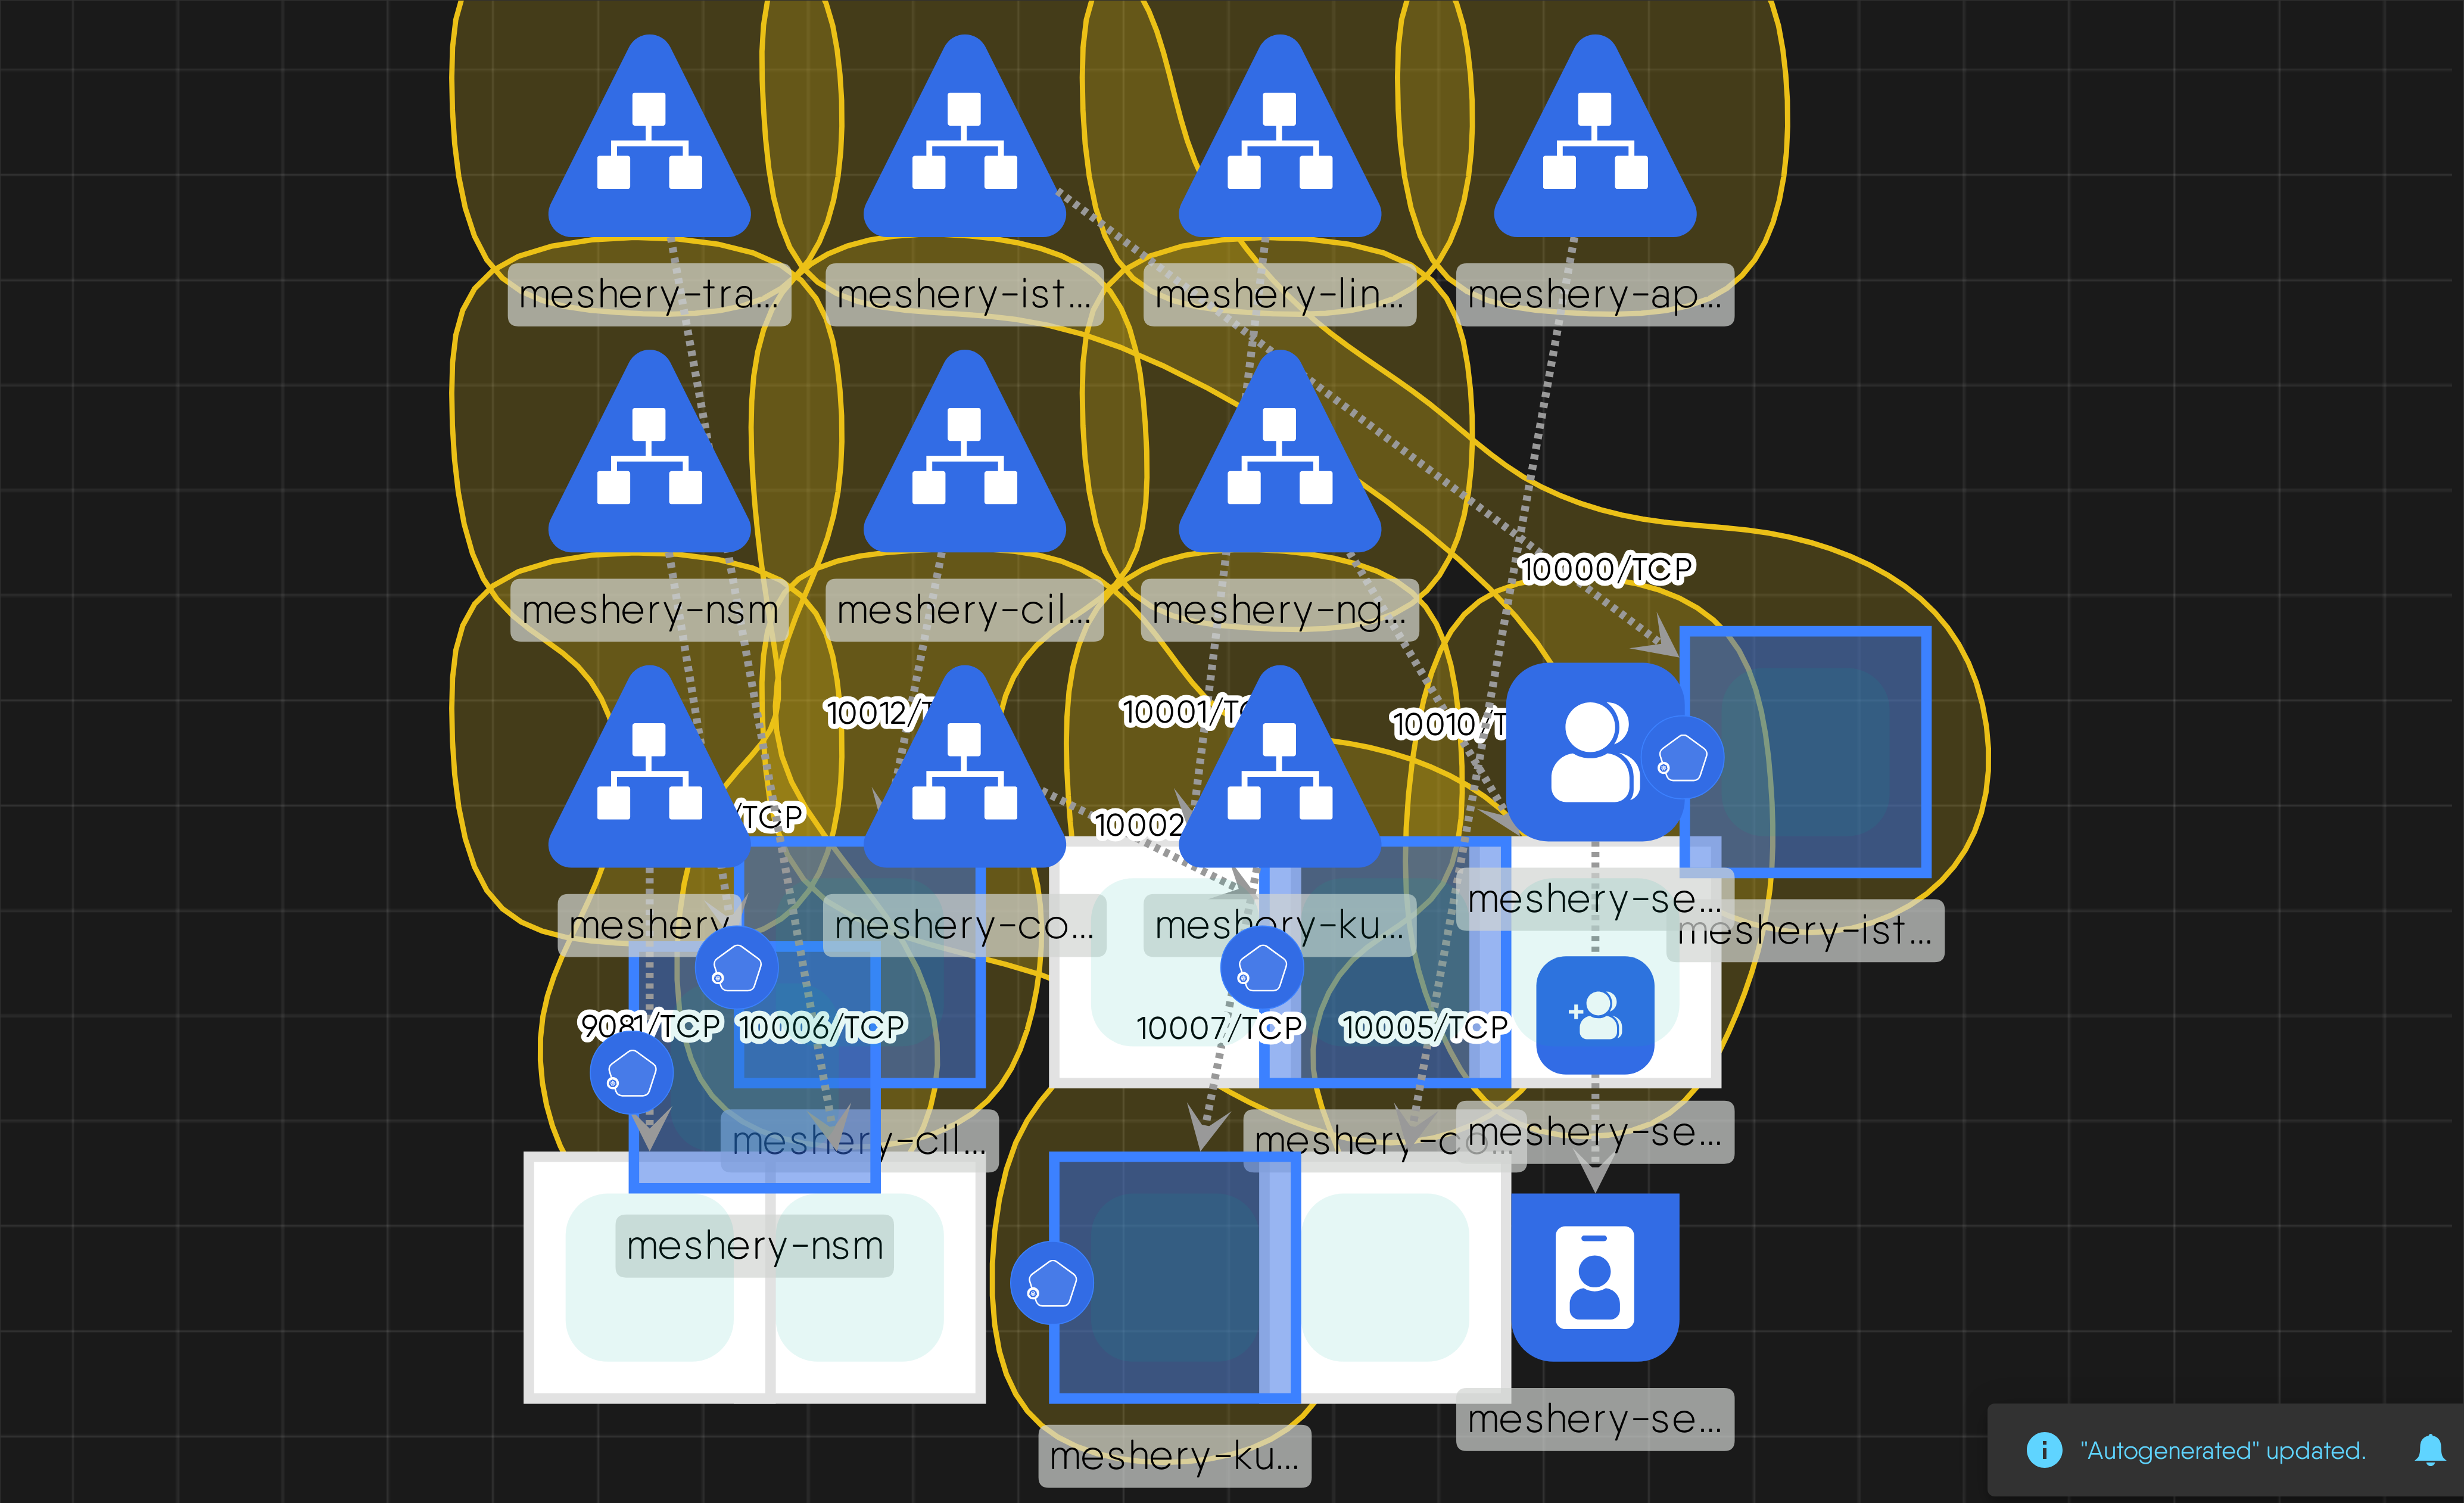 meshery-tra...
meshery-ist...
meshery-lin...
meshery-ap...
meshery-nsm
meshery-cil...
meshery-ng...
10000/TCP
10012/T
10001/TC
10010/T
/TCP
10002
meshery
meshery-co...
meshery-ku...
meshery-se...
meshery-ist...
9081/TCP
10006/TCP
10007/TCP
10005/TCP
meshery-cil...
meshery-co...
meshery-se...
meshery-nsm
meshery-se...
meshery-ku...
"Autogenerated" updated.